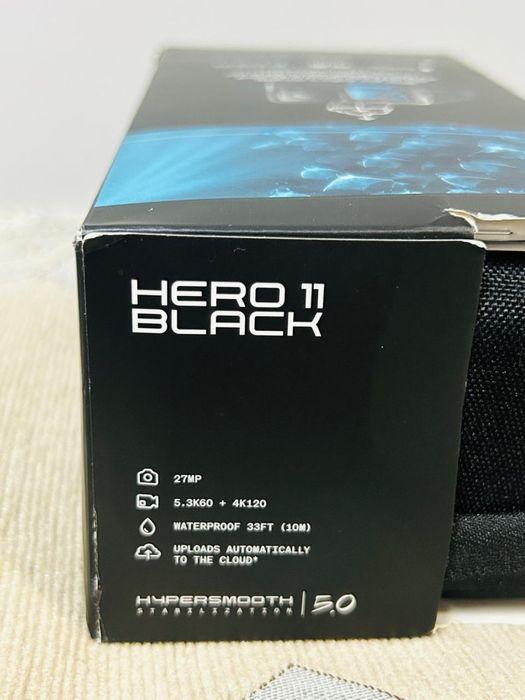 HERO 11
BLACK
27MP
5.3K60 + 4K120
WATERPROOF 33FT (10M)
UPLOADS AUTOMATICALLY
TO THE CLOUD*
HYPERSMOOTH
STABILIZATION
5.0